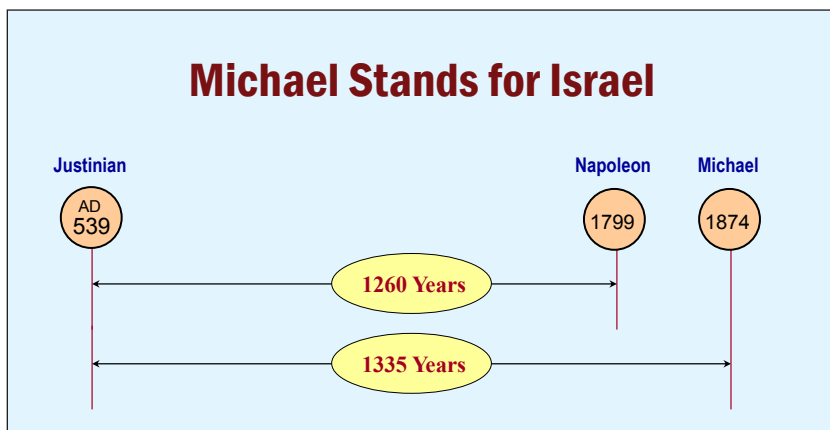 Michael Stands for Israel
Justinian Napoleon Michael
AD
539 1799 1874
1260 Years
1335 Years